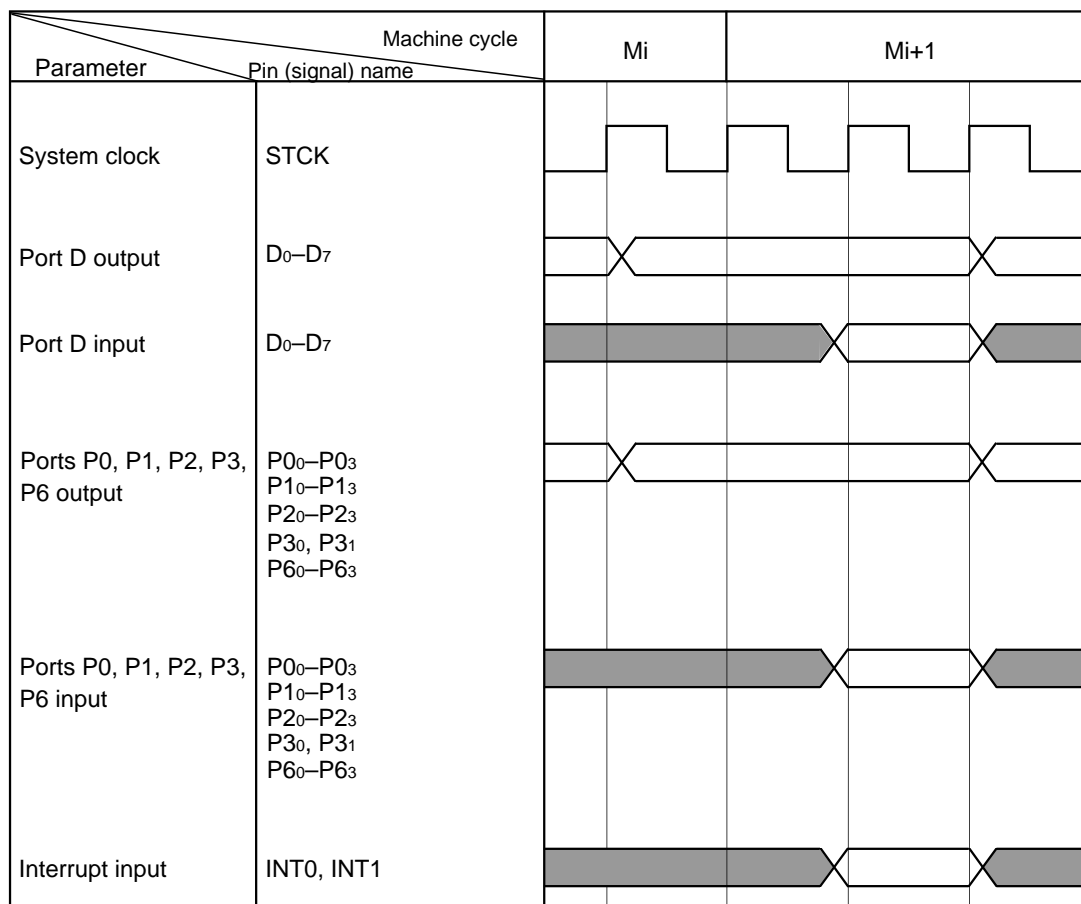 Machine cycle
Parameter
Pin (signal) name
Mi
Mi+1
System clock
STCK
Port D output
D0–D7
Port D input
D0–D7
Ports P0, P1, P2, P3,
P6 output
P00–P03
P10–P13
P20–P23
P30, P31
P60–P63
Ports P0, P1, P2, P3,
P6 input
P00–P03
P10–P13
P20–P23
P30, P31
P60–P63
Interrupt input
INT0, INT1